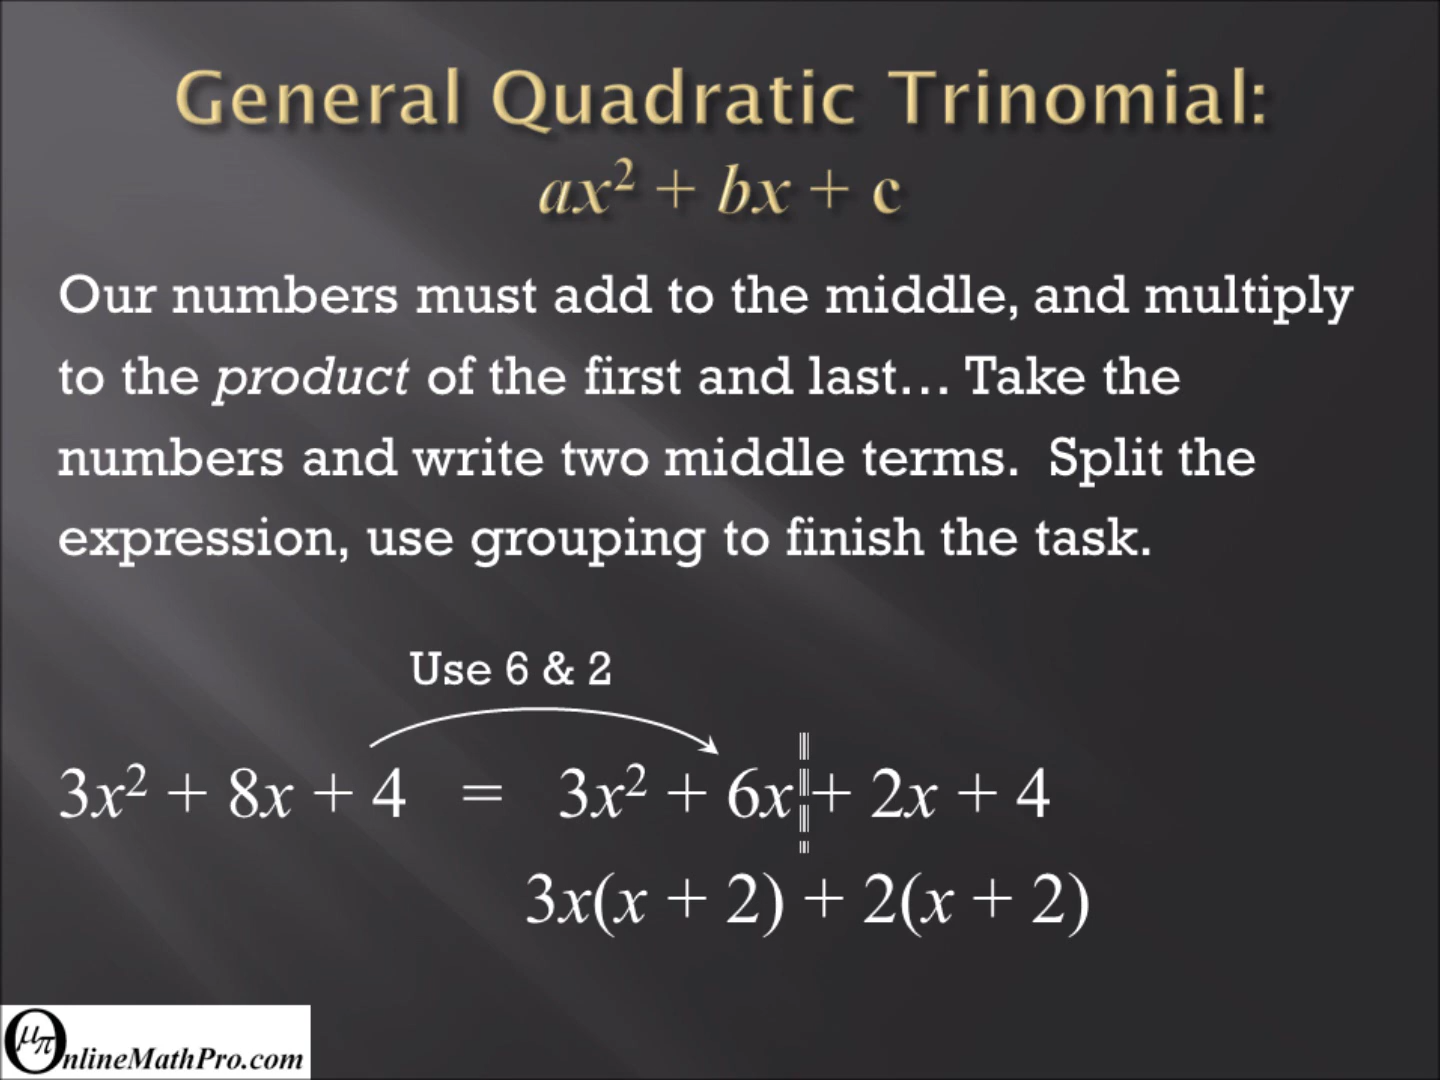 General Quadratic Trinomial:
ax² + bx + c
Our numbers must add to the middle, and multiply
to the product of the first and last… Take the
numbers and write two middle terms.  Split the
expression, use grouping to finish the task.
Use 6 & 2
3x² + 8x + 4 = 3x² + 6x + 2x + 4
3x(x + 2) + 2(x + 2)
μπ
OnlineMathPro.com